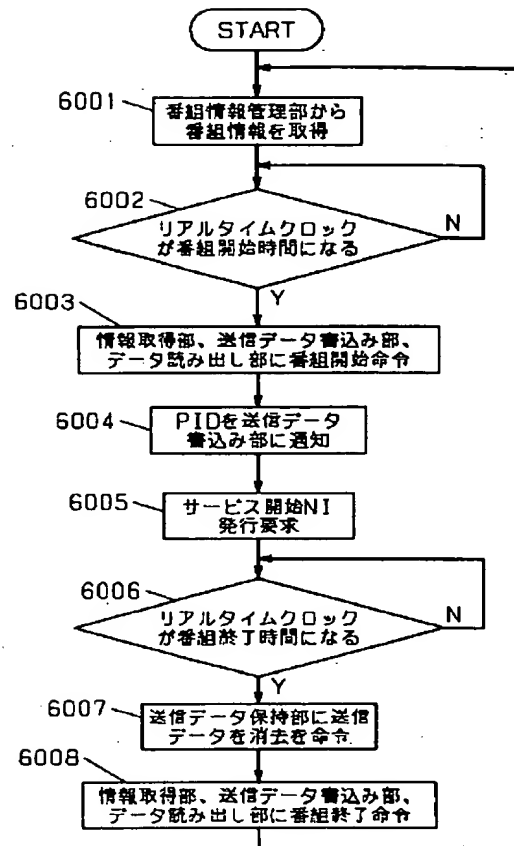 START
6001
番組情報管理部から
番組情報を取得
6002
リアルタイムクロック
が番組開始時間になる
N
Y
6003
情報取得部、送信データ書込み部、
データ読み出し部に番組開始命令
6004
PIDを送信データ
書込み部に通知
6005
サービス開始NI
発行要求
6006
リアルタイムクロック
が番組終了時間になる
N
Y
6007
送信データ保持部に送信
データを消去を命令
6008
情報取得部、送信データ書込み部、
データ読み出し部に番組終了命令